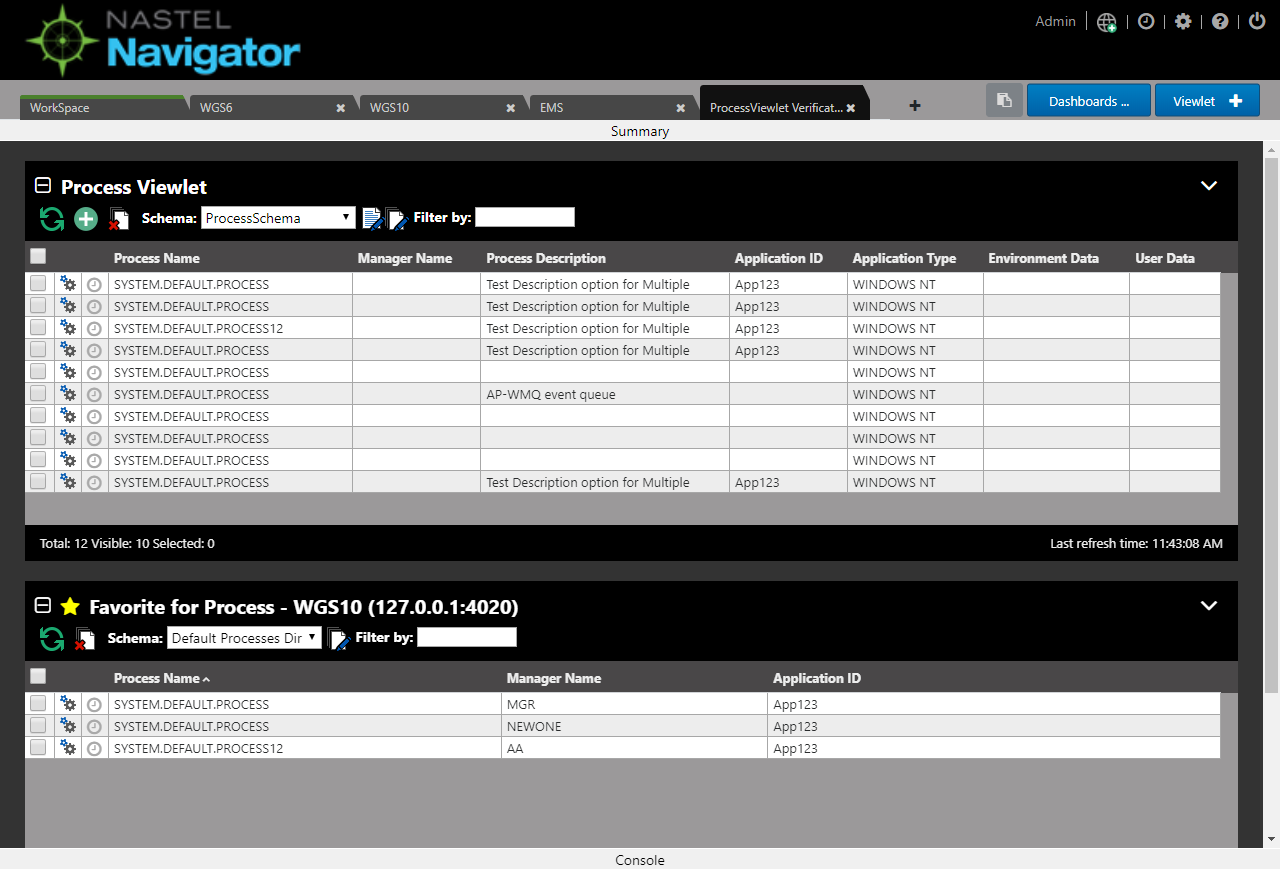 NASTEL
Navigator
Admin
WorkSpace WGS6 WGS10 EMS ProcessViewlet Verificat... Dashboards ... Viewlet
Summary
Process Viewlet
Schema: ProcessSchema Filter by:
Process Name Manager Name Process Description Application ID Application Type Environment Data User Data
SYSTEM.DEFAULT.PROCESS Test Description option for Multiple App123 WINDOWS NT
SYSTEM.DEFAULT.PROCESS Test Description option for Multiple App123 WINDOWS NT
SYSTEM.DEFAULT.PROCESS12 Test Description option for Multiple App123 WINDOWS NT
SYSTEM.DEFAULT.PROCESS Test Description option for Multiple App123 WINDOWS NT
SYSTEM.DEFAULT.PROCESS WINDOWS NT
SYSTEM.DEFAULT.PROCESS AP-WMQ event queue WINDOWS NT
SYSTEM.DEFAULT.PROCESS WINDOWS NT
SYSTEM.DEFAULT.PROCESS WINDOWS NT
SYSTEM.DEFAULT.PROCESS WINDOWS NT
SYSTEM.DEFAULT.PROCESS Test Description option for Multiple App123 WINDOWS NT
Total: 12 Visible: 10 Selected: 0 Last refresh time: 11:43:08 AM
Favorite for Process - WGS10 (127.0.0.1:4020)
Schema: Default Processes Dir Filter by:
Process Name Manager Name Application ID
SYSTEM.DEFAULT.PROCESS MGR App123
SYSTEM.DEFAULT.PROCESS NEWONE App123
SYSTEM.DEFAULT.PROCESS12 AA App123
Console